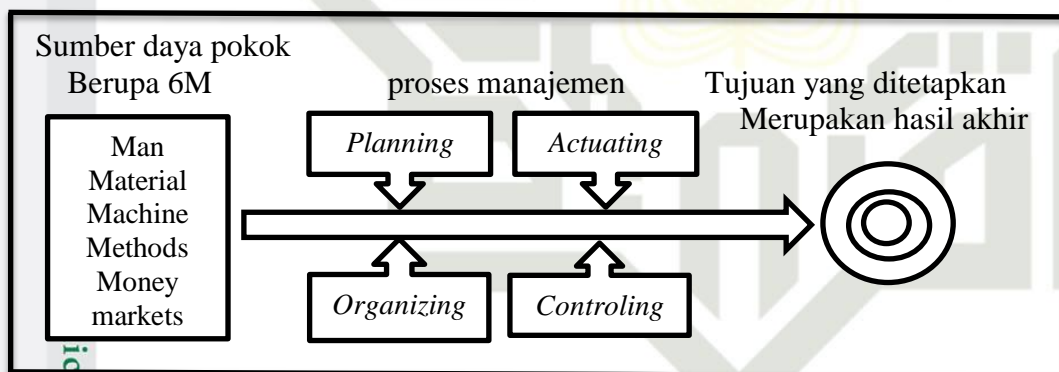 Sumber daya pokok
Berupa 6M
proses manajemen
Tujuan yang ditetapkan
Merupakan hasil akhir
Man
Material
Machine
Methods
Money
markets
Planning
Actuating
Organizing
Controling